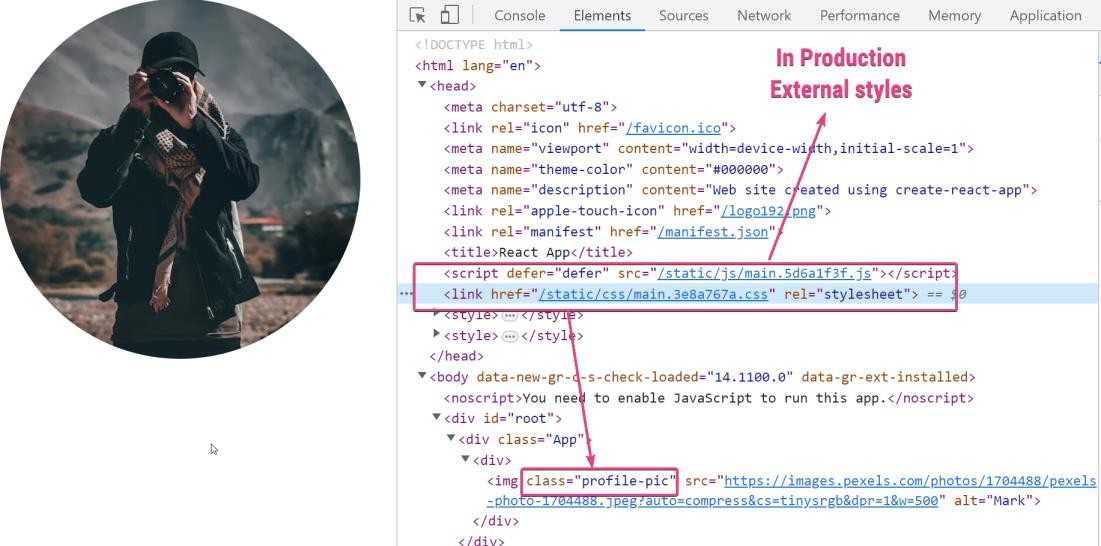 Console Elements Sources Network Performance Memory Application
In Production
External styles
<!DOCTYPE html>
<html lang="en">
<head>
<meta charset="utf-8">
<link rel="icon" href="/favicon.ico">
<meta name="viewport" content="width=device-width,initial-scale=1">
<meta name="theme-color" content="#000000">
<meta name="description" content="Web site created using create-react-app">
<link rel="apple-touch-icon" href="/logo192.png">
<link rel="manifest" href="/manifest.json">
<title>React App</title>
<script defer="defer" src="/static/js/main.5d6a1f3f.js"></script>
<link href="/static/css/main.3e8a767a.css" rel="stylesheet"> == $0
<style>…</style>
<style>…</style>
</head>
<body data-new-gr-c-s-check-loaded="14.1100.0" data-gr-ext-installed>
<noscript>You need to enable JavaScript to run this app.</noscript>
<div id="root">
<div class="App">
<div>
<img class="profile-pic" src="https://images.pexels.com/photos/1704488/pexels
-photo-1704488.jpeg?auto=compress&cs=tinysrgb&dpr=1&w=500" alt="Mark">
</div>
</div>